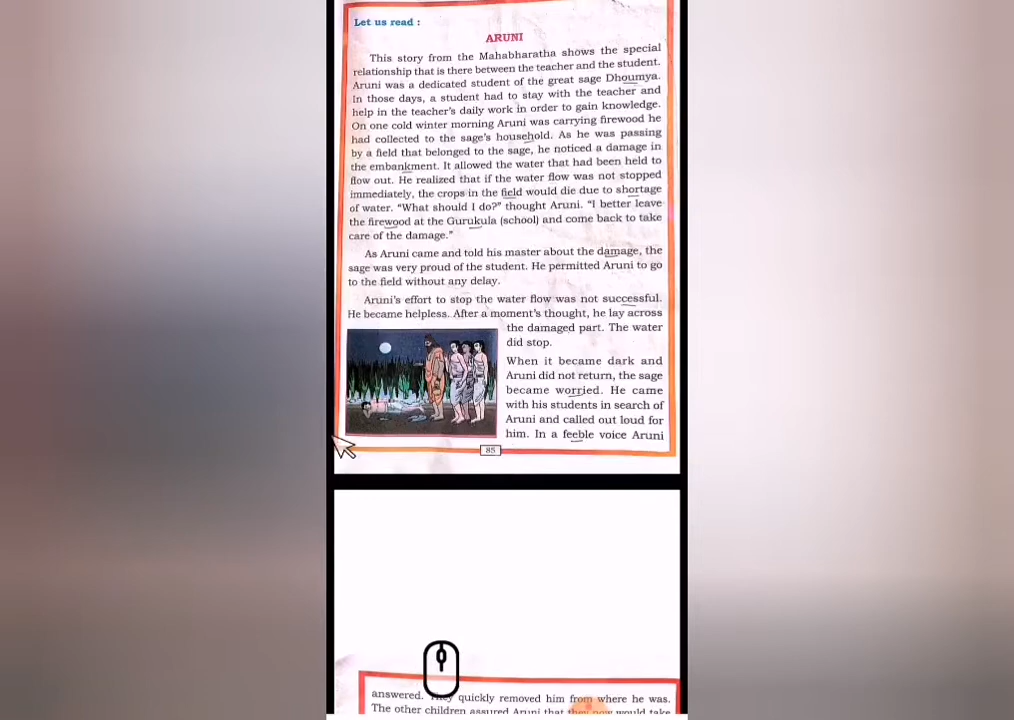 Let us read :
ARUNI
This story from the Mahabharatha shows the special
relationship that is there between the teacher and the student.
Aruni was a dedicated student of the great sage Dhoumya.
In those days, a student had to stay with the teacher and
help in the teacher's daily work in order to gain knowledge.
On one cold winter morning Aruni was carrying firewood he
had collected to the sage's household. As he was passing
by a field that belonged to the sage, he noticed a damage in
the embankment. It allowed the water that had been held to
flow out. He realized that if the water flow was not stopped
immediately, the crops in the field would die due to shortage
of water. "What should I do?" thought Aruni. "I better leave
the firewood at the Gurukula (school) and come back to take
care of the damage."
As Aruni came and told his master about the damage, the
sage was very proud of the student. He permitted Aruni to go
to the field without any delay.
Aruni's effort to stop the water flow was not successful.
He became helpless. After a moment's thought, he lay across
the damaged part. The water
did stop.
When it became dark and
Aruni did not return, the sage
became worried. He came
with his students in search of
Aruni and called out loud for
him. In a feeble voice Aruni
85
answered. quickly removed him from where he was.
The other children assured Aruni that they now would take